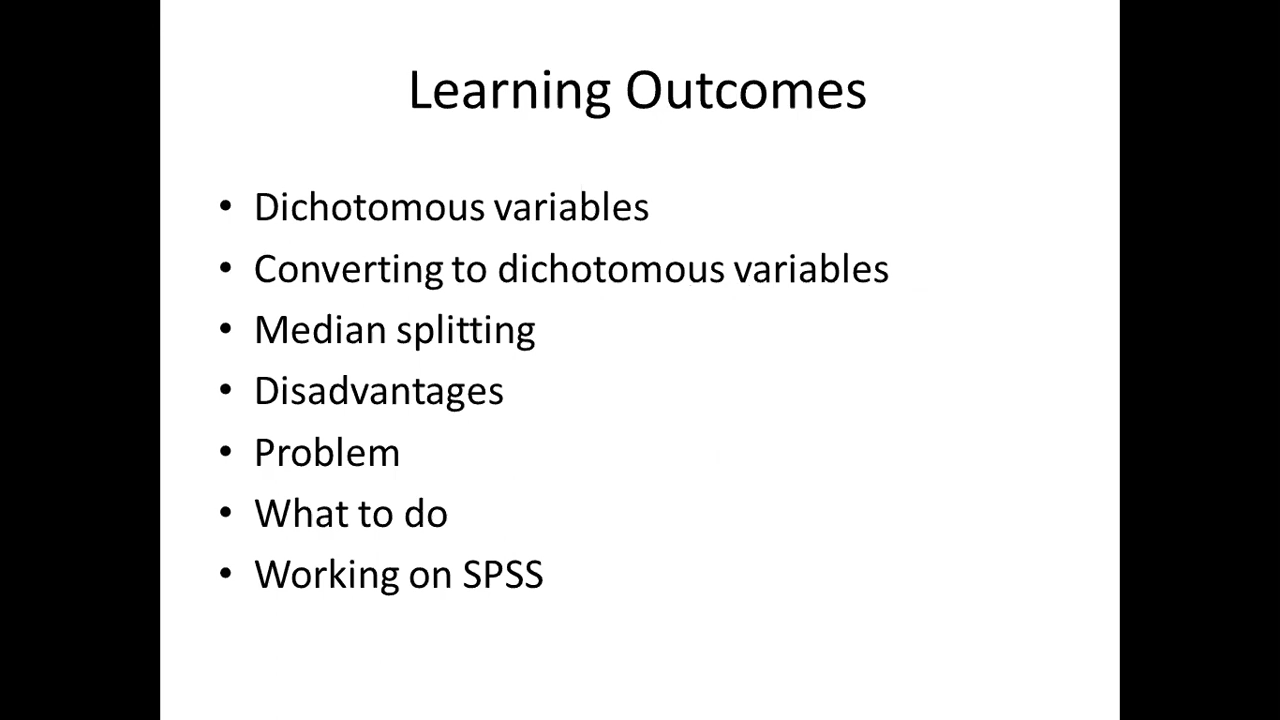 Learning Outcomes
• Dichotomous variables
• Converting to dichotomous variables
• Median splitting
• Disadvantages
• Problem
• What to do
• Working on SPSS